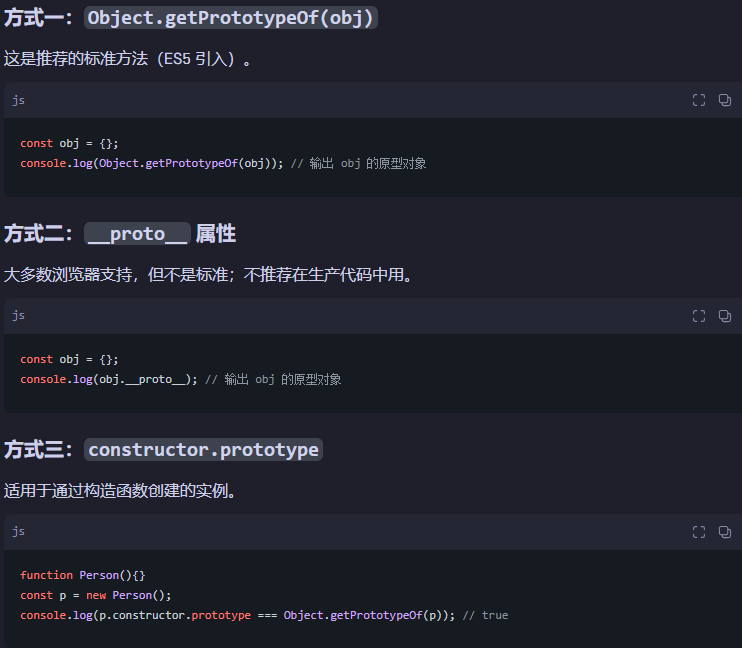 方式一：Object.getPrototypeOf(obj)
这是推荐的标准方法（ES5 引入）。
js
const obj = {};
console.log(Object.getPrototypeOf(obj)); // 输出 obj 的原型对象
方式二：__proto__ 属性
大多数浏览器支持，但不是标准；不推荐在生产代码中用。
js
const obj = {};
console.log(obj.__proto__); // 输出 obj 的原型对象
方式三：constructor.prototype
适用于通过构造函数创建的实例。
js
function Person(){}
const p = new Person();
console.log(p.constructor.prototype === Object.getPrototypeOf(p)); // true